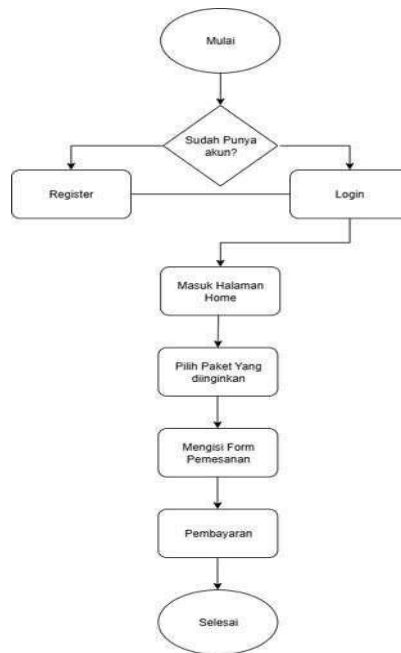 Mulai
Sudah Punya
akun?
Register
Login
Masuk Halaman
Home
Pilih Paket Yang
diinginkan
Mengisi Form
Pemesanan
Pembayaran
Selesai